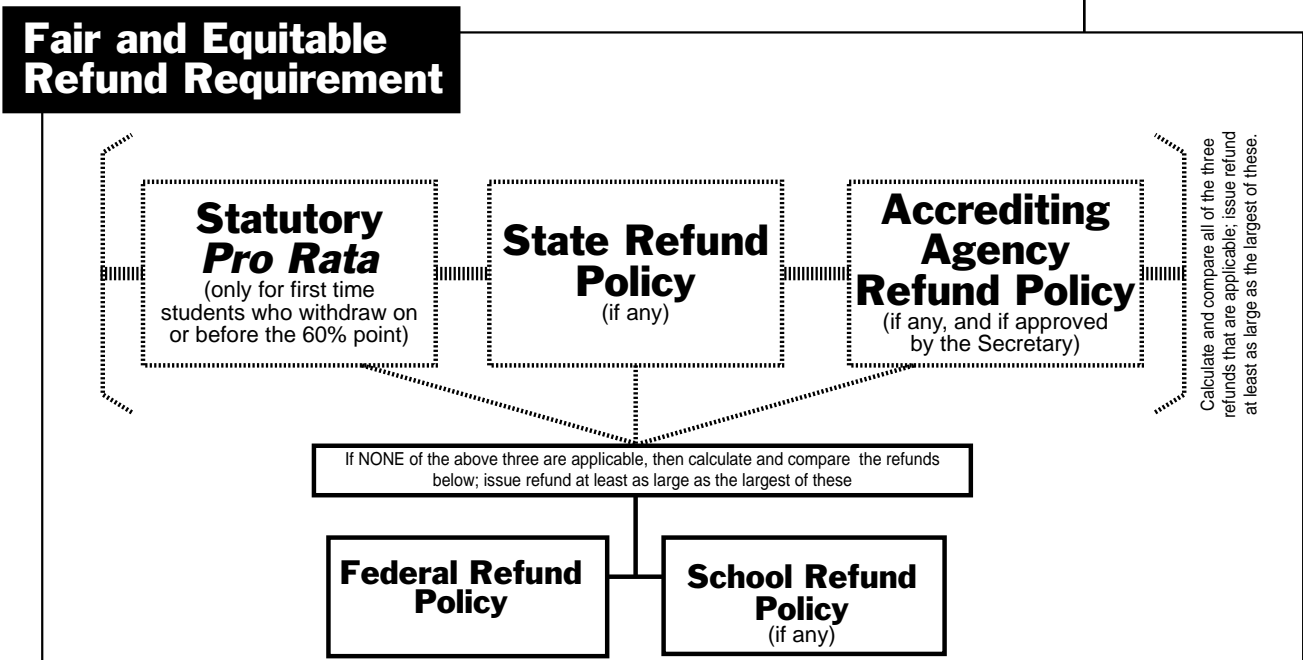 Fair and Equitable
Refund Requirement
Statutory
Pro Rata
(only for first time
students who withdraw on
or before the 60% point)
State Refund
Policy
(if any)
Accrediting
Agency
Refund Policy
(if any, and if approved
by the Secretary)
Calculate and compare all of the three
refunds that are applicable; issue refund
at least as large as the largest of these.
If NONE of the above three are applicable, then calculate and compare the refunds
below; issue refund at least as large as the largest of these
Federal Refund
Policy
School Refund
Policy
(if any)